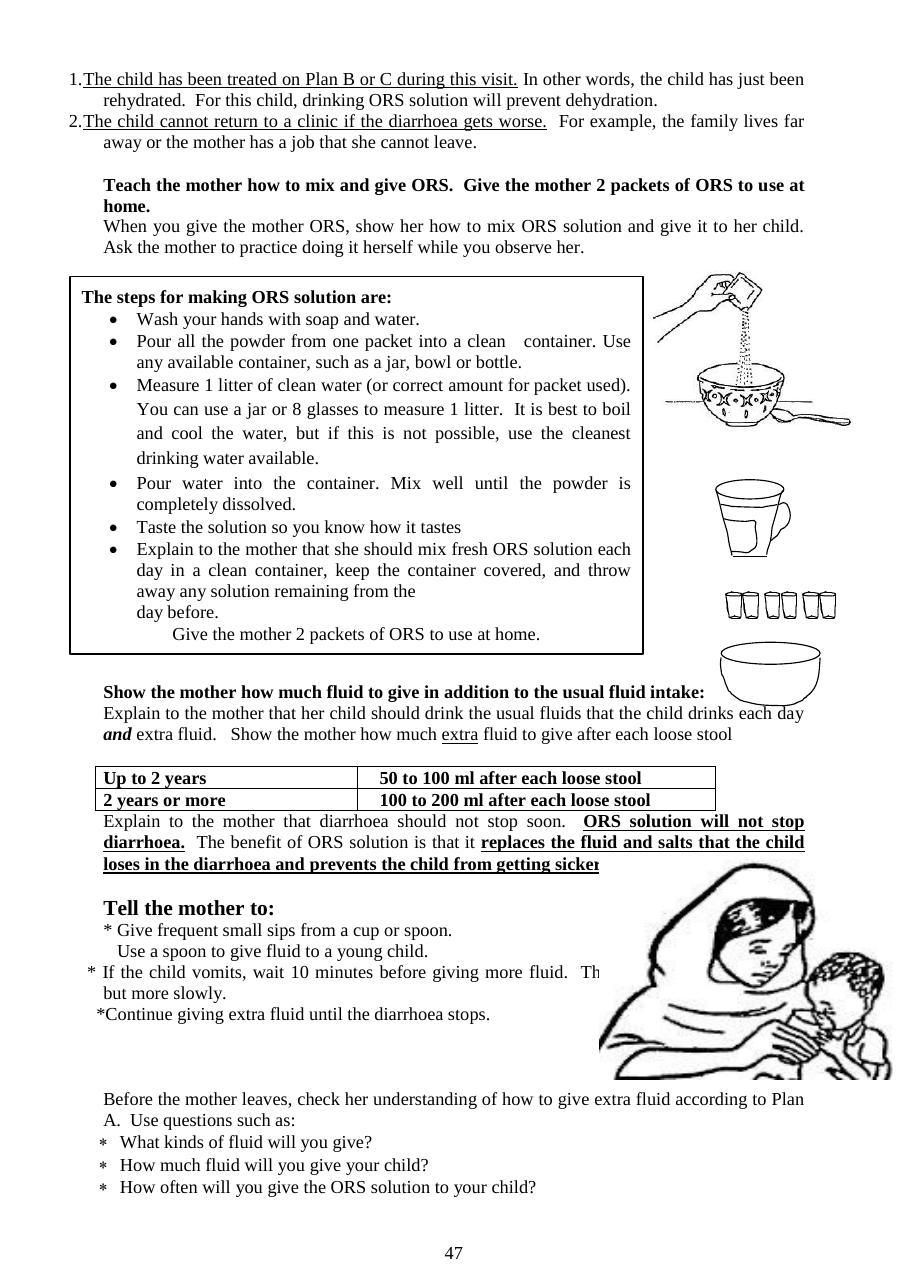 1.The child has been treated on Plan B or C during this visit. In other words, the child has just been
rehydrated. For this child, drinking ORS solution will prevent dehydration.
2.The child cannot return to a clinic if the diarrhoea gets worse. For example, the family lives far
away or the mother has a job that she cannot leave.
Teach the mother how to mix and give ORS. Give the mother 2 packets of ORS to use at
home.
When you give the mother ORS, show her how to mix ORS solution and give it to her child.
Ask the mother to practice doing it herself while you observe her.
The steps for making ORS solution are:
• Wash your hands with soap and water.
• Pour all the powder from one packet into a clean container. Use
any available container, such as a jar, bowl or bottle.
• Measure 1 litter of clean water (or correct amount for packet used).
You can use a jar or 8 glasses to measure 1 litter. It is best to boil
and cool the water, but if this is not possible, use the cleanest
drinking water available.
• Pour water into the container. Mix well until the powder is
completely dissolved.
• Taste the solution so you know how it tastes
• Explain to the mother that she should mix fresh ORS solution each
day in a clean container, keep the container covered, and throw
away any solution remaining from the
day before.
Give the mother 2 packets of ORS to use at home.
Show the mother how much fluid to give in addition to the usual fluid intake:
Explain to the mother that her child should drink the usual fluids that the child drinks each day
and extra fluid. Show the mother how much extra fluid to give after each loose stool
Up to 2 years 50 to 100 ml after each loose stool
2 years or more 100 to 200 ml after each loose stool
Explain to the mother that diarrhoea should not stop soon. ORS solution will not stop
diarrhoea. The benefit of ORS solution is that it replaces the fluid and salts that the child
loses in the diarrhoea and prevents the child from getting sicker
Tell the mother to:
* Give frequent small sips from a cup or spoon.
Use a spoon to give fluid to a young child.
* If the child vomits, wait 10 minutes before giving more fluid. Th
but more slowly.
*Continue giving extra fluid until the diarrhoea stops.
Before the mother leaves, check her understanding of how to give extra fluid according to Plan
A. Use questions such as:
* What kinds of fluid will you give?
* How much fluid will you give your child?
* How often will you give the ORS solution to your child?
47